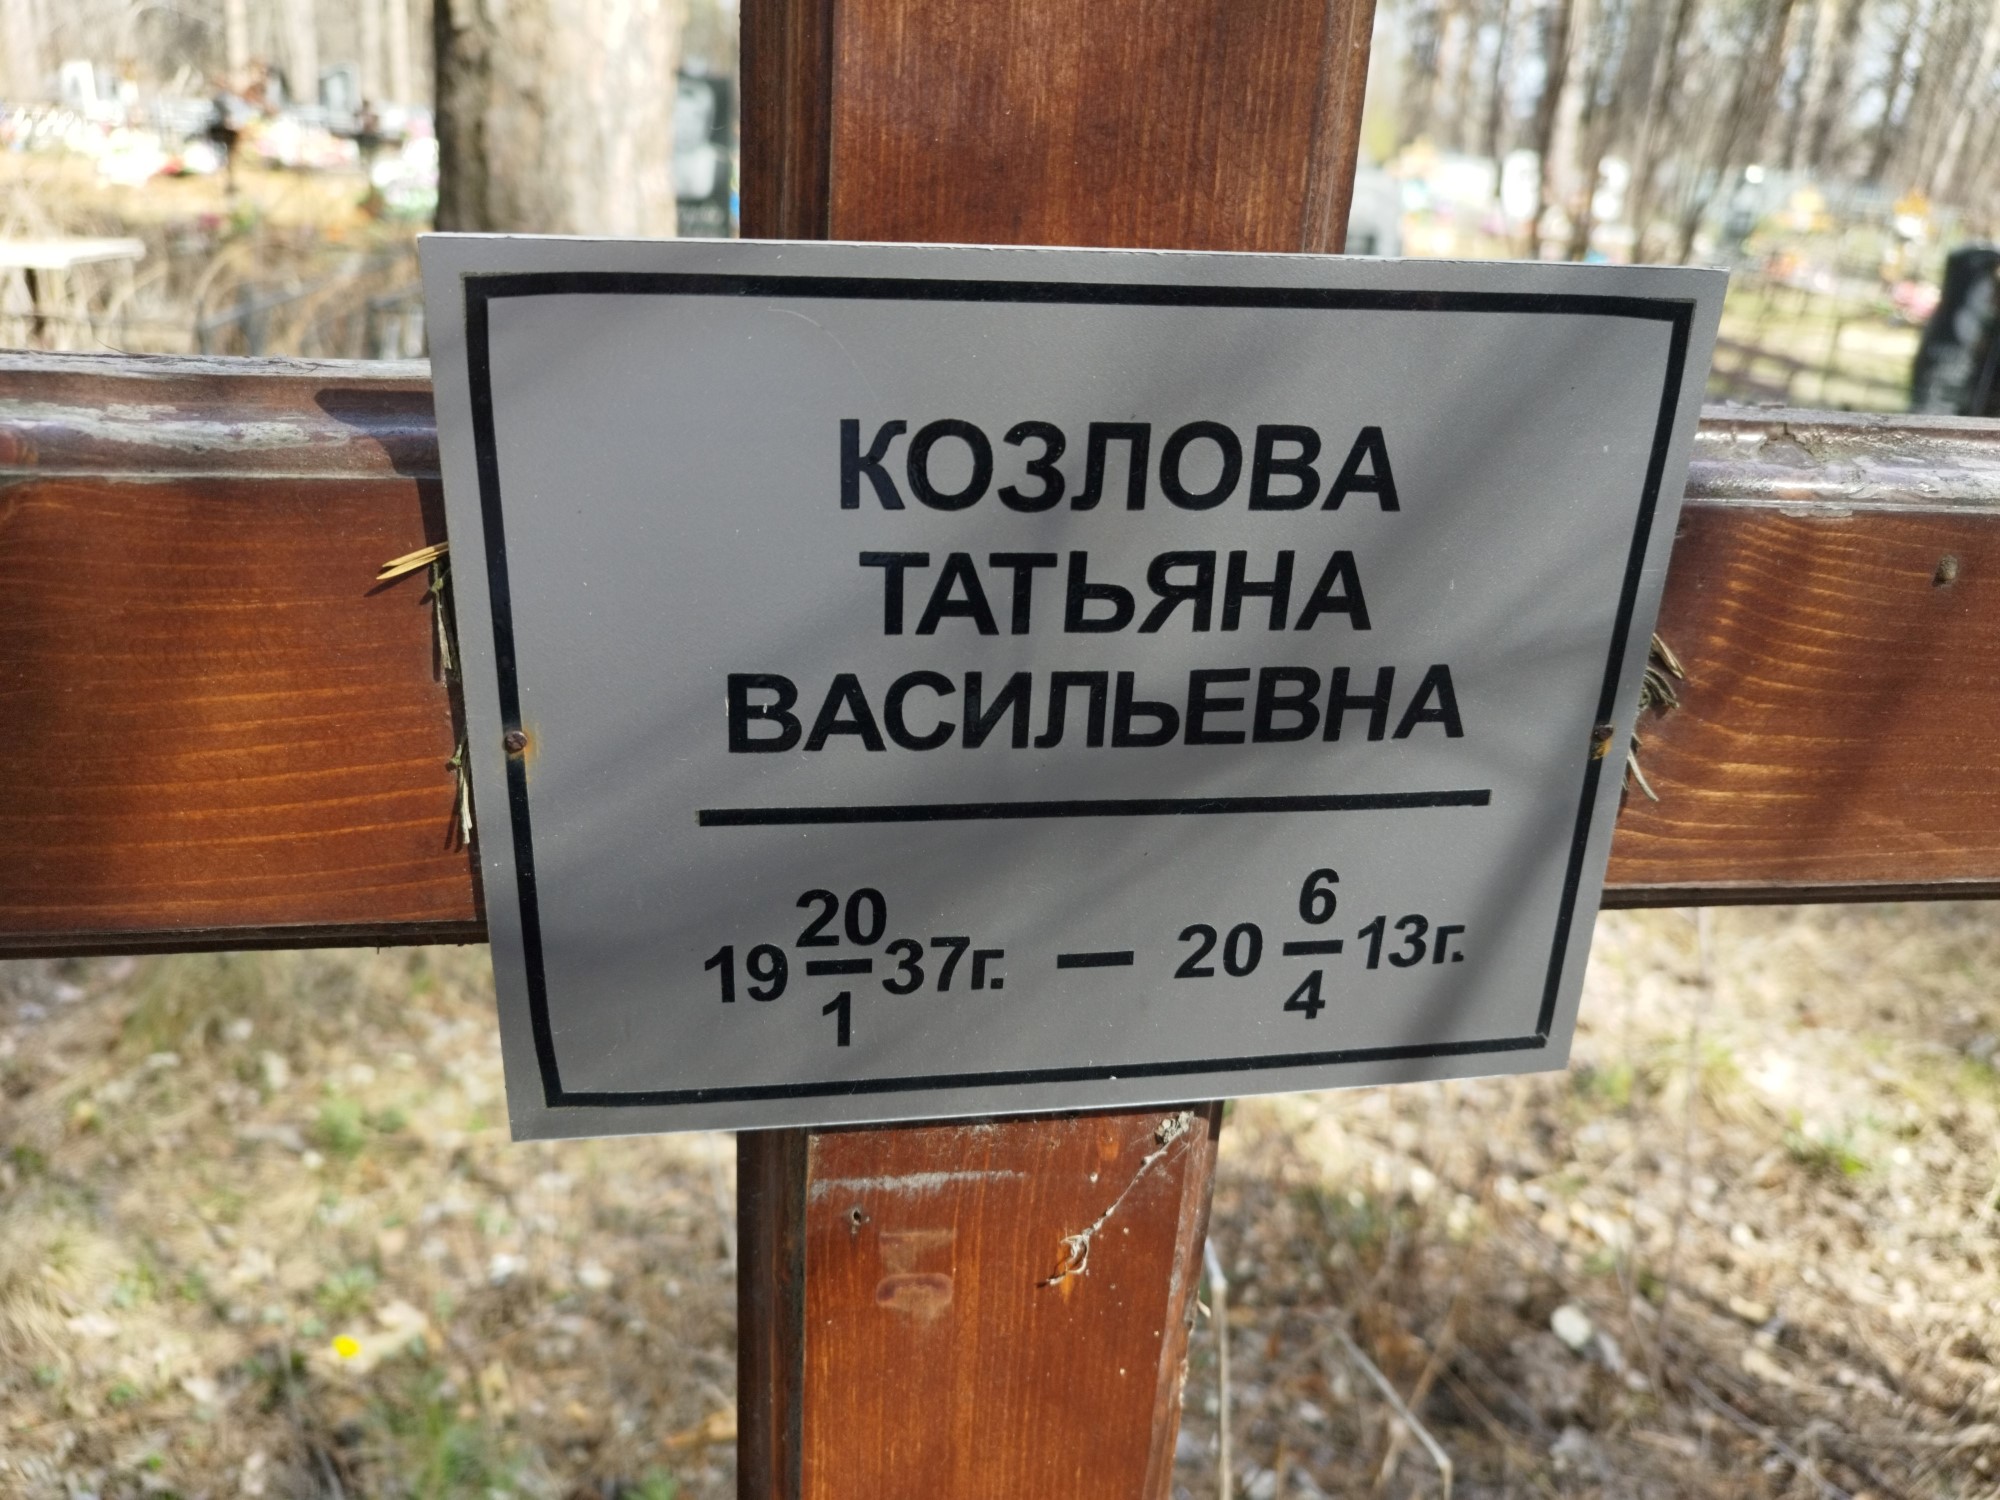 КОЗЛОВА
ТАТЬЯНА
ВАСИЛЬЕВНА
19 20/1 37г. — 20 6/4 13г.